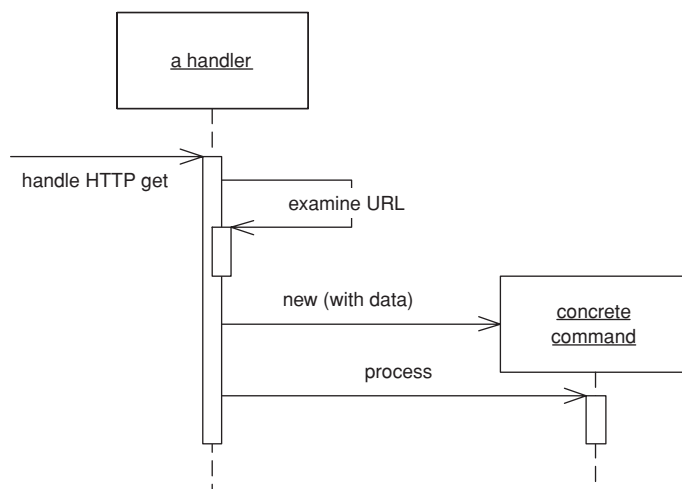 a handler
handle HTTP get
examine URL
new (with data)
concrete
command
process